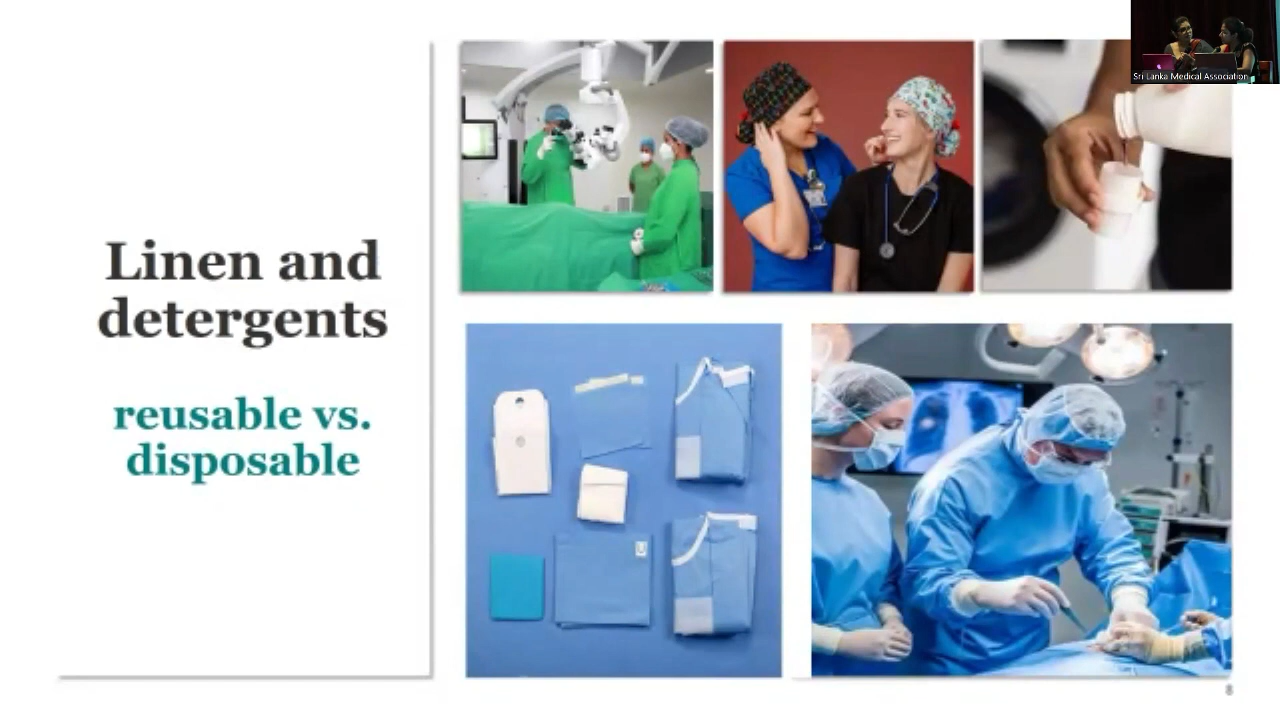 Sri Lanka Medical Association
Linen and
detergents
reusable vs.
disposable
8